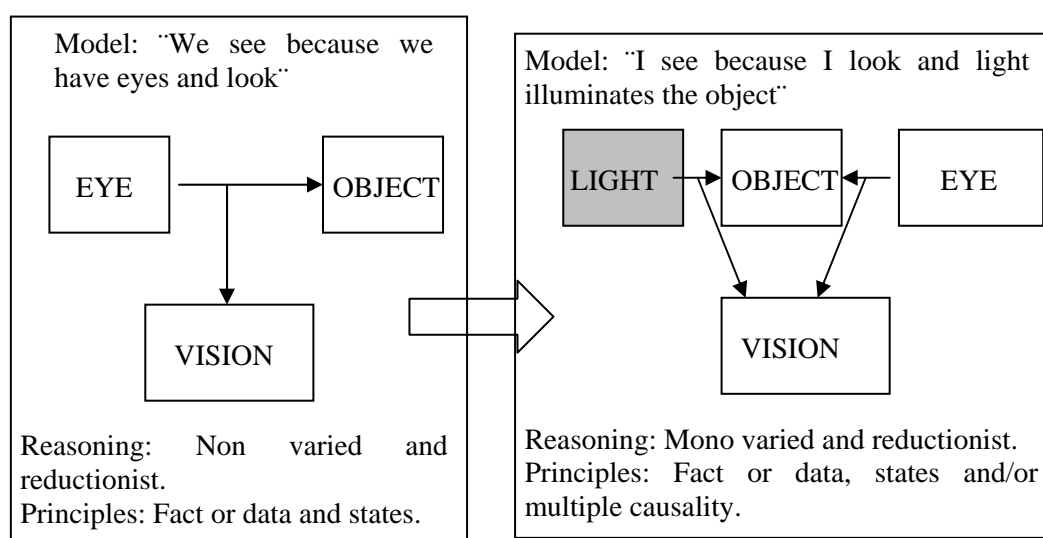 Model: ¨We see because we
have eyes and look¨
EYE
OBJECT
VISION
Reasoning: Non varied and
reductionist.
Principles: Fact or data and states.
Model: ¨I see because I look and light
illuminates the object¨
LIGHT
OBJECT
EYE
VISION
Reasoning: Mono varied and reductionist.
Principles: Fact or data, states and/or
multiple causality.